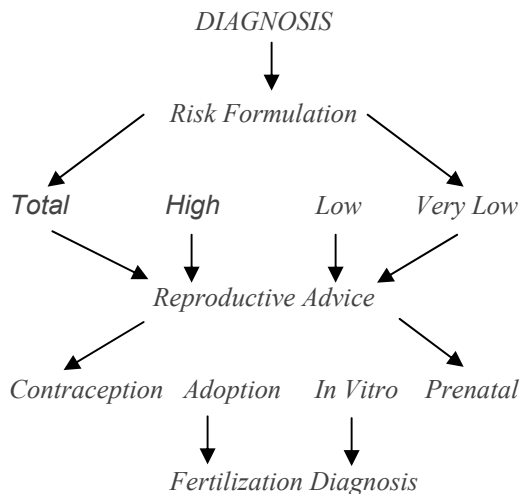 DIAGNOSIS
Risk Formulation
Total High Low Very Low
Reproductive Advice
Contraception Adoption In Vitro Prenatal
Fertilization Diagnosis